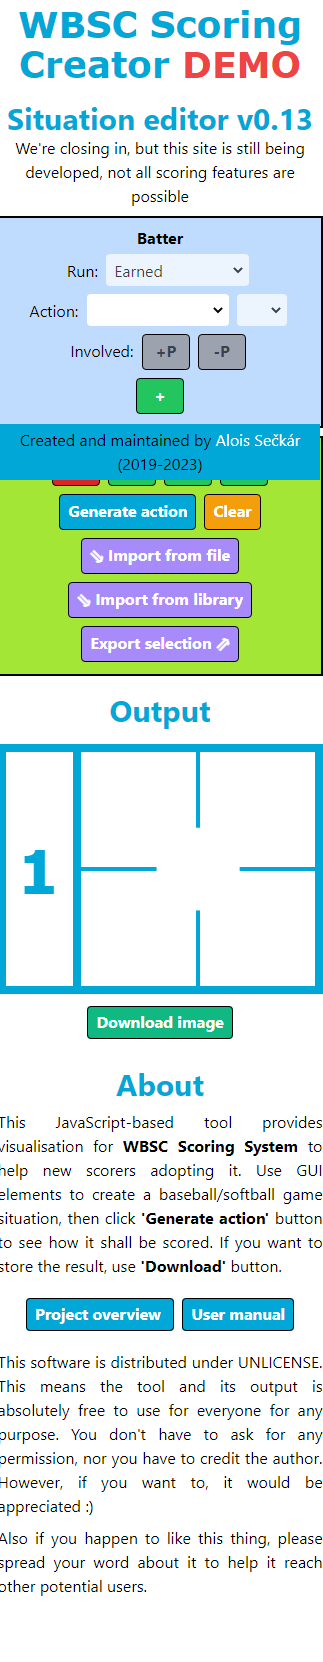 WBSC Scoring
Creator DEMO
Situation editor v0.13
We're closing in, but this site is still being
developed, not all scoring features are
possible
Batter
Run: Earned
Action:
Involved: +P -P
+
Created and maintained by Alois Sečkár
(2019-2023)
Generate action Clear
⇘ Import from file
⇘ Import from library
Export selection ⇗
Output
1
Download image
About
This JavaScript-based tool provides
visualisation for WBSC Scoring System to
help new scorers adopting it. Use GUI
elements to create a baseball/softball game
situation, then click 'Generate action' button
to see how it shall be scored. If you want to
store the result, use 'Download' button.
Project overview User manual
This software is distributed under UNLICENSE.
This means the tool and its output is
absolutely free to use for everyone for any
purpose. You don't have to ask for any
permission, nor you have to credit the author.
However, if you want to, it would be
appreciated :)
Also if you happen to like this thing, please
spread your word about it to help it reach
other potential users.